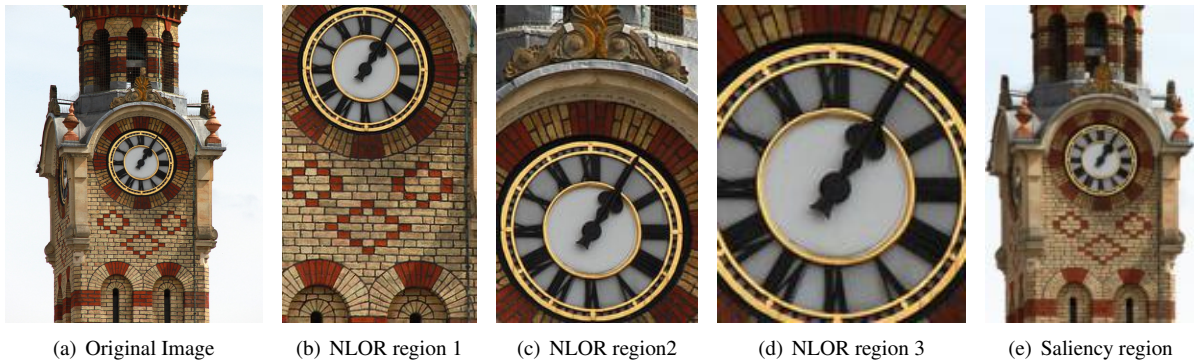 (a) Original Image
(b) NLOR region 1
(c) NLOR region2
(d) NLOR region 3
(e) Saliency region